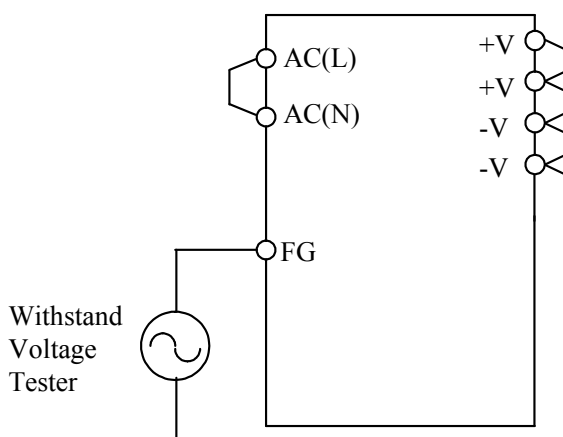 AC(L)
AC(N)
+V
+V
-V
-V
FG
Withstand
Voltage
Tester